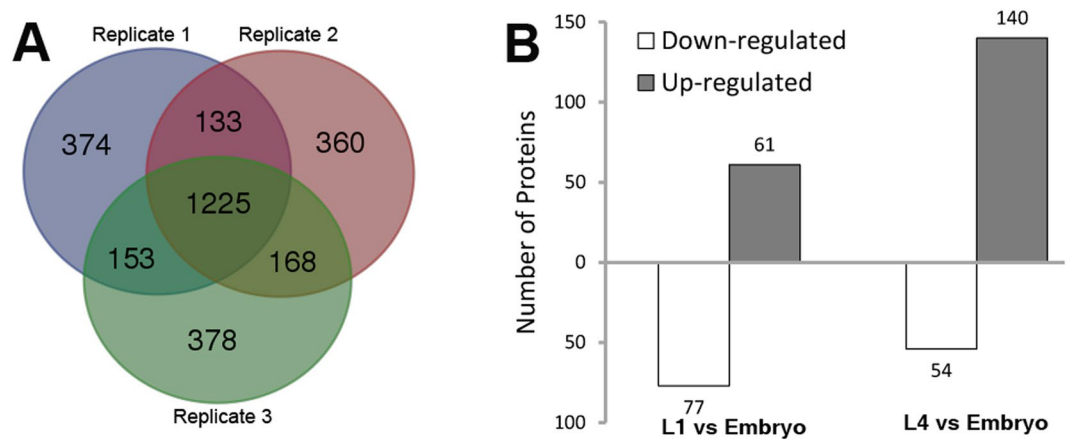 A
Replicate 1
Replicate 2
374
133
360
1225
153
168
378
Replicate 3
B
Number of Proteins
150
100
50
0
50
100
Down-regulated
Up-regulated
61
140
77
54
L1 vs Embryo
L4 vs Embryo